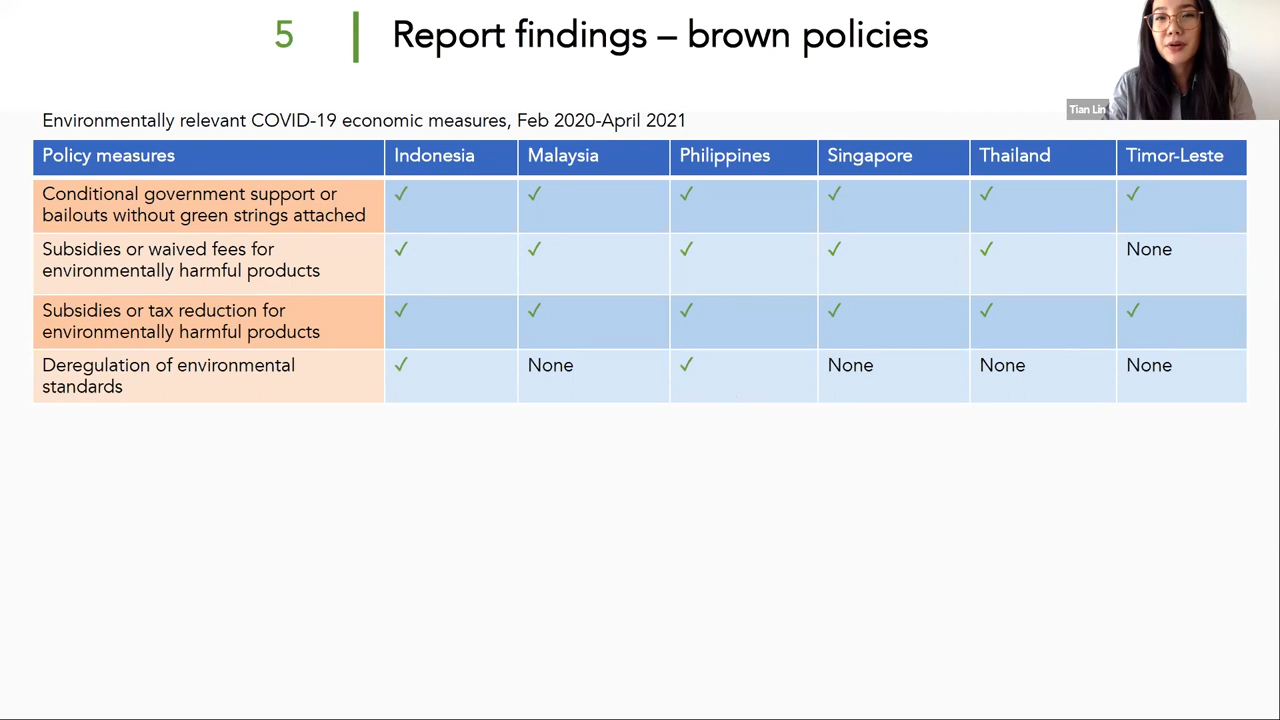 5 Report findings – brown policies
Tian Lin
Environmentally relevant COVID-19 economic measures, Feb 2020-April 2021
Policy measures Indonesia Malaysia Philippines Singapore Thailand Timor-Leste
Conditional government support or
bailouts without green strings attached ✓ ✓ ✓ ✓ ✓ ✓
Subsidies or waived fees for
environmentally harmful products ✓ ✓ ✓ ✓ ✓ None
Subsidies or tax reduction for
environmentally harmful products ✓ ✓ ✓ ✓ ✓ ✓
Deregulation of environmental
standards ✓ None ✓ None None None